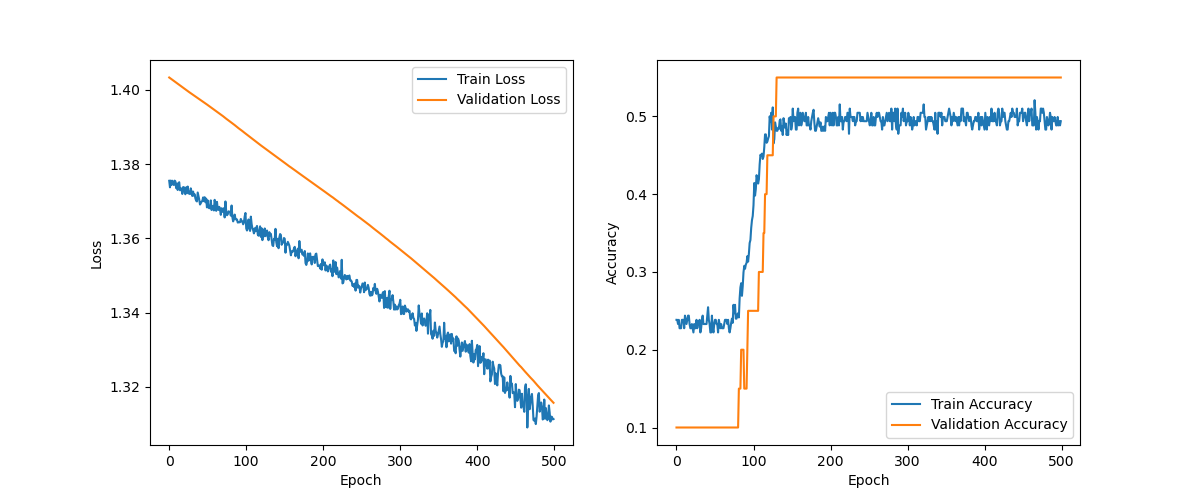 1.40
1.38
1.36
1.34
1.32
0
100
200
300
400
500
Loss
Epoch
Train Loss
Validation Loss
0.5
0.4
0.3
0.2
0.1
0
100
200
300
400
500
Accuracy
Epoch
Train Accuracy
Validation Accuracy